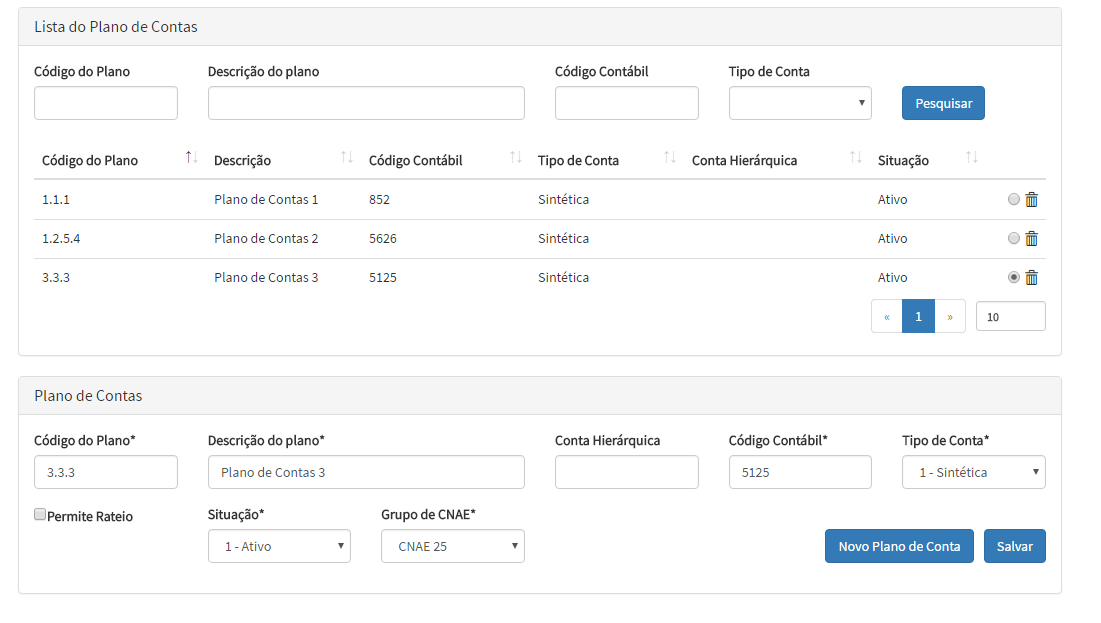 Lista do Plano de Contas
Código do Plano Descrição do plano Código Contábil Tipo de Conta
Pesquisar
Código do Plano Descrição Código Contábil Tipo de Conta Conta Hierárquica Situação
1.1.1 Plano de Contas 1 852 Sintética Ativo
1.2.5.4 Plano de Contas 2 5626 Sintética Ativo
3.3.3 Plano de Contas 3 5125 Sintética Ativo
« 1 » 10
Plano de Contas
Código do Plano* Descrição do plano* Conta Hierárquica Código Contábil* Tipo de Conta*
3.3.3 Plano de Contas 3 5125 1 - Sintética
Permite Rateio Situação* Grupo de CNAE*
1 - Ativo CNAE 25 Novo Plano de Conta Salvar